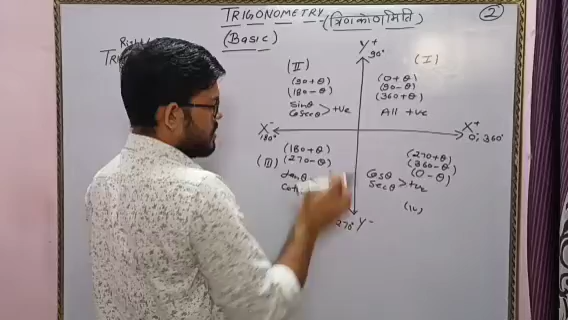 TRIGONOMETRY (त्रिकोणमिति)
(Basic)
2
Y+
90°
(II)
(90+θ)
(180-θ)
Sinθ
Cosecθ > +Ve
(I)
(0+θ)
(90-θ)
(360+θ)
All +ve
X-
180°
X+
0, 360°
(III)
(180+θ)
(270-θ)
tanθ
(270+θ)
(360-θ)
(0-θ)
Cosθ
Secθ > +Ve
(IV)
270° Y-